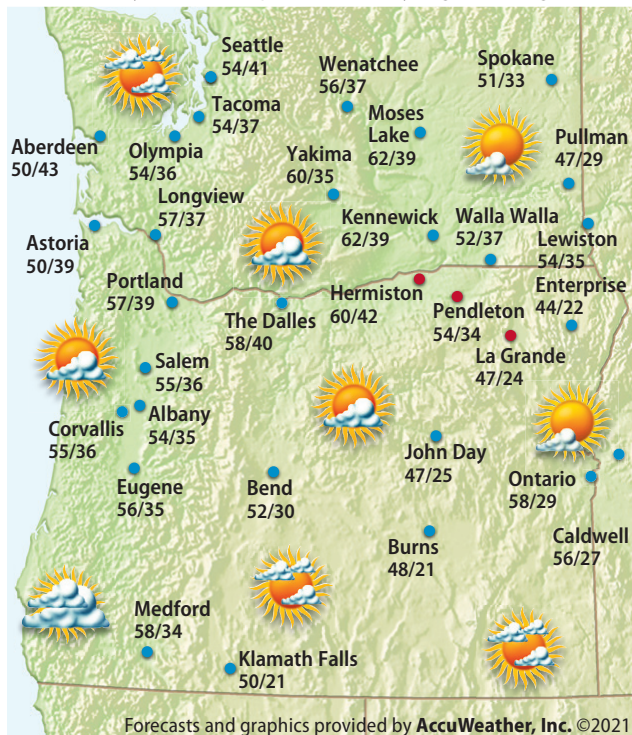 Seattle
54/41
Wenatchee
56/37
Spokane
51/33
Tacoma
54/37
Moses
Lake
62/39
Aberdeen
50/43
Olympia
54/36
Yakima
60/35
Pullman
47/29
Longview
57/37
Kennewick
62/39
Walla Walla
52/37
Astoria
50/39
Lewiston
54/35
Portland
57/39
The Dalles
58/40
Hermiston
60/42
Pendleton
54/34
Enterprise
44/22
La Grande
47/24
Salem
55/36
Albany
54/35
Corvallis
55/36
John Day
47/25
Ontario
58/29
Eugene
56/35
Bend
52/30
Burns
48/21
Caldwell
56/27
Medford
58/34
Klamath Falls
50/21
Forecasts and graphics provided by AccuWeather, Inc. ©2021